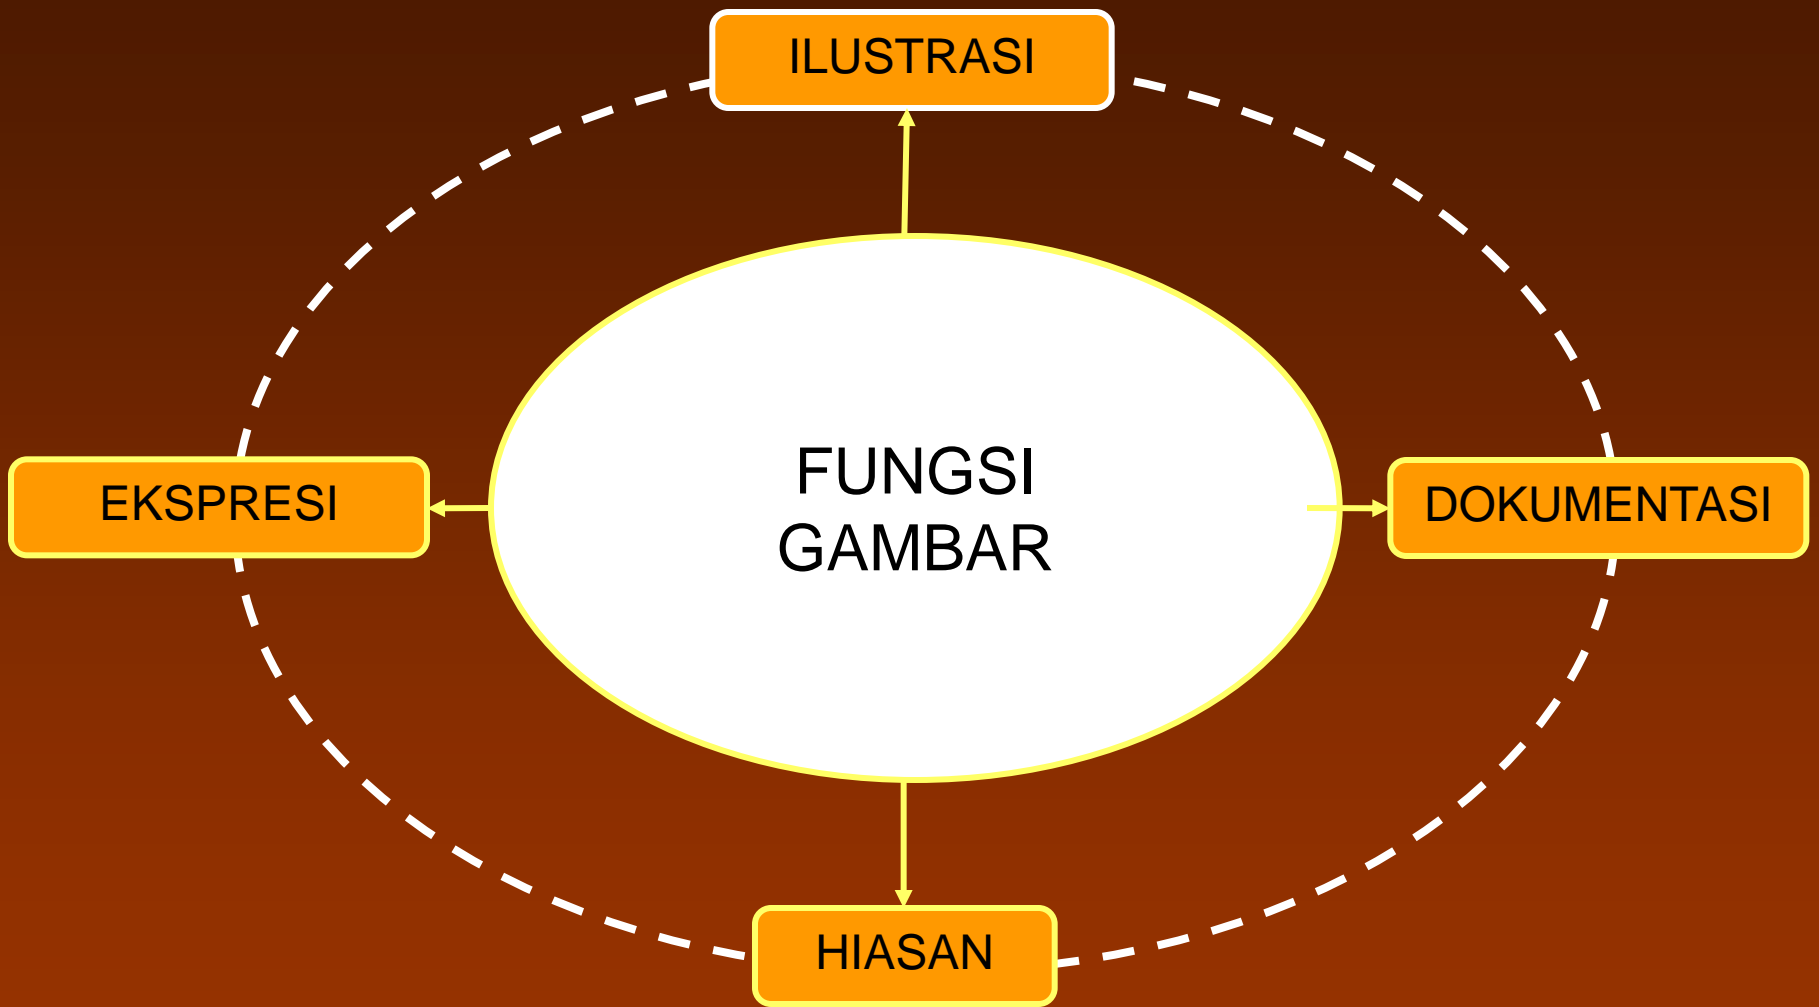 ILUSTRASI
EKSPRESI
FUNGSI
GAMBAR
DOKUMENTASI
HIASAN